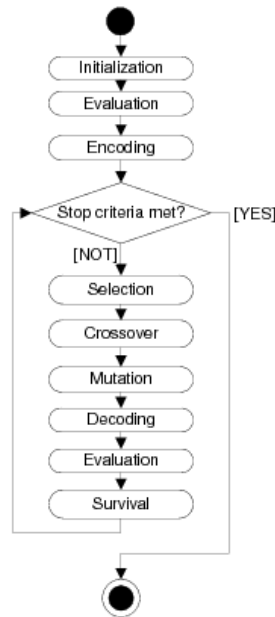 Initialization
Evaluation
Encoding
Stop criteria met?
[YES]
[NOT]
Selection
Crossover
Mutation
Decoding
Evaluation
Survival